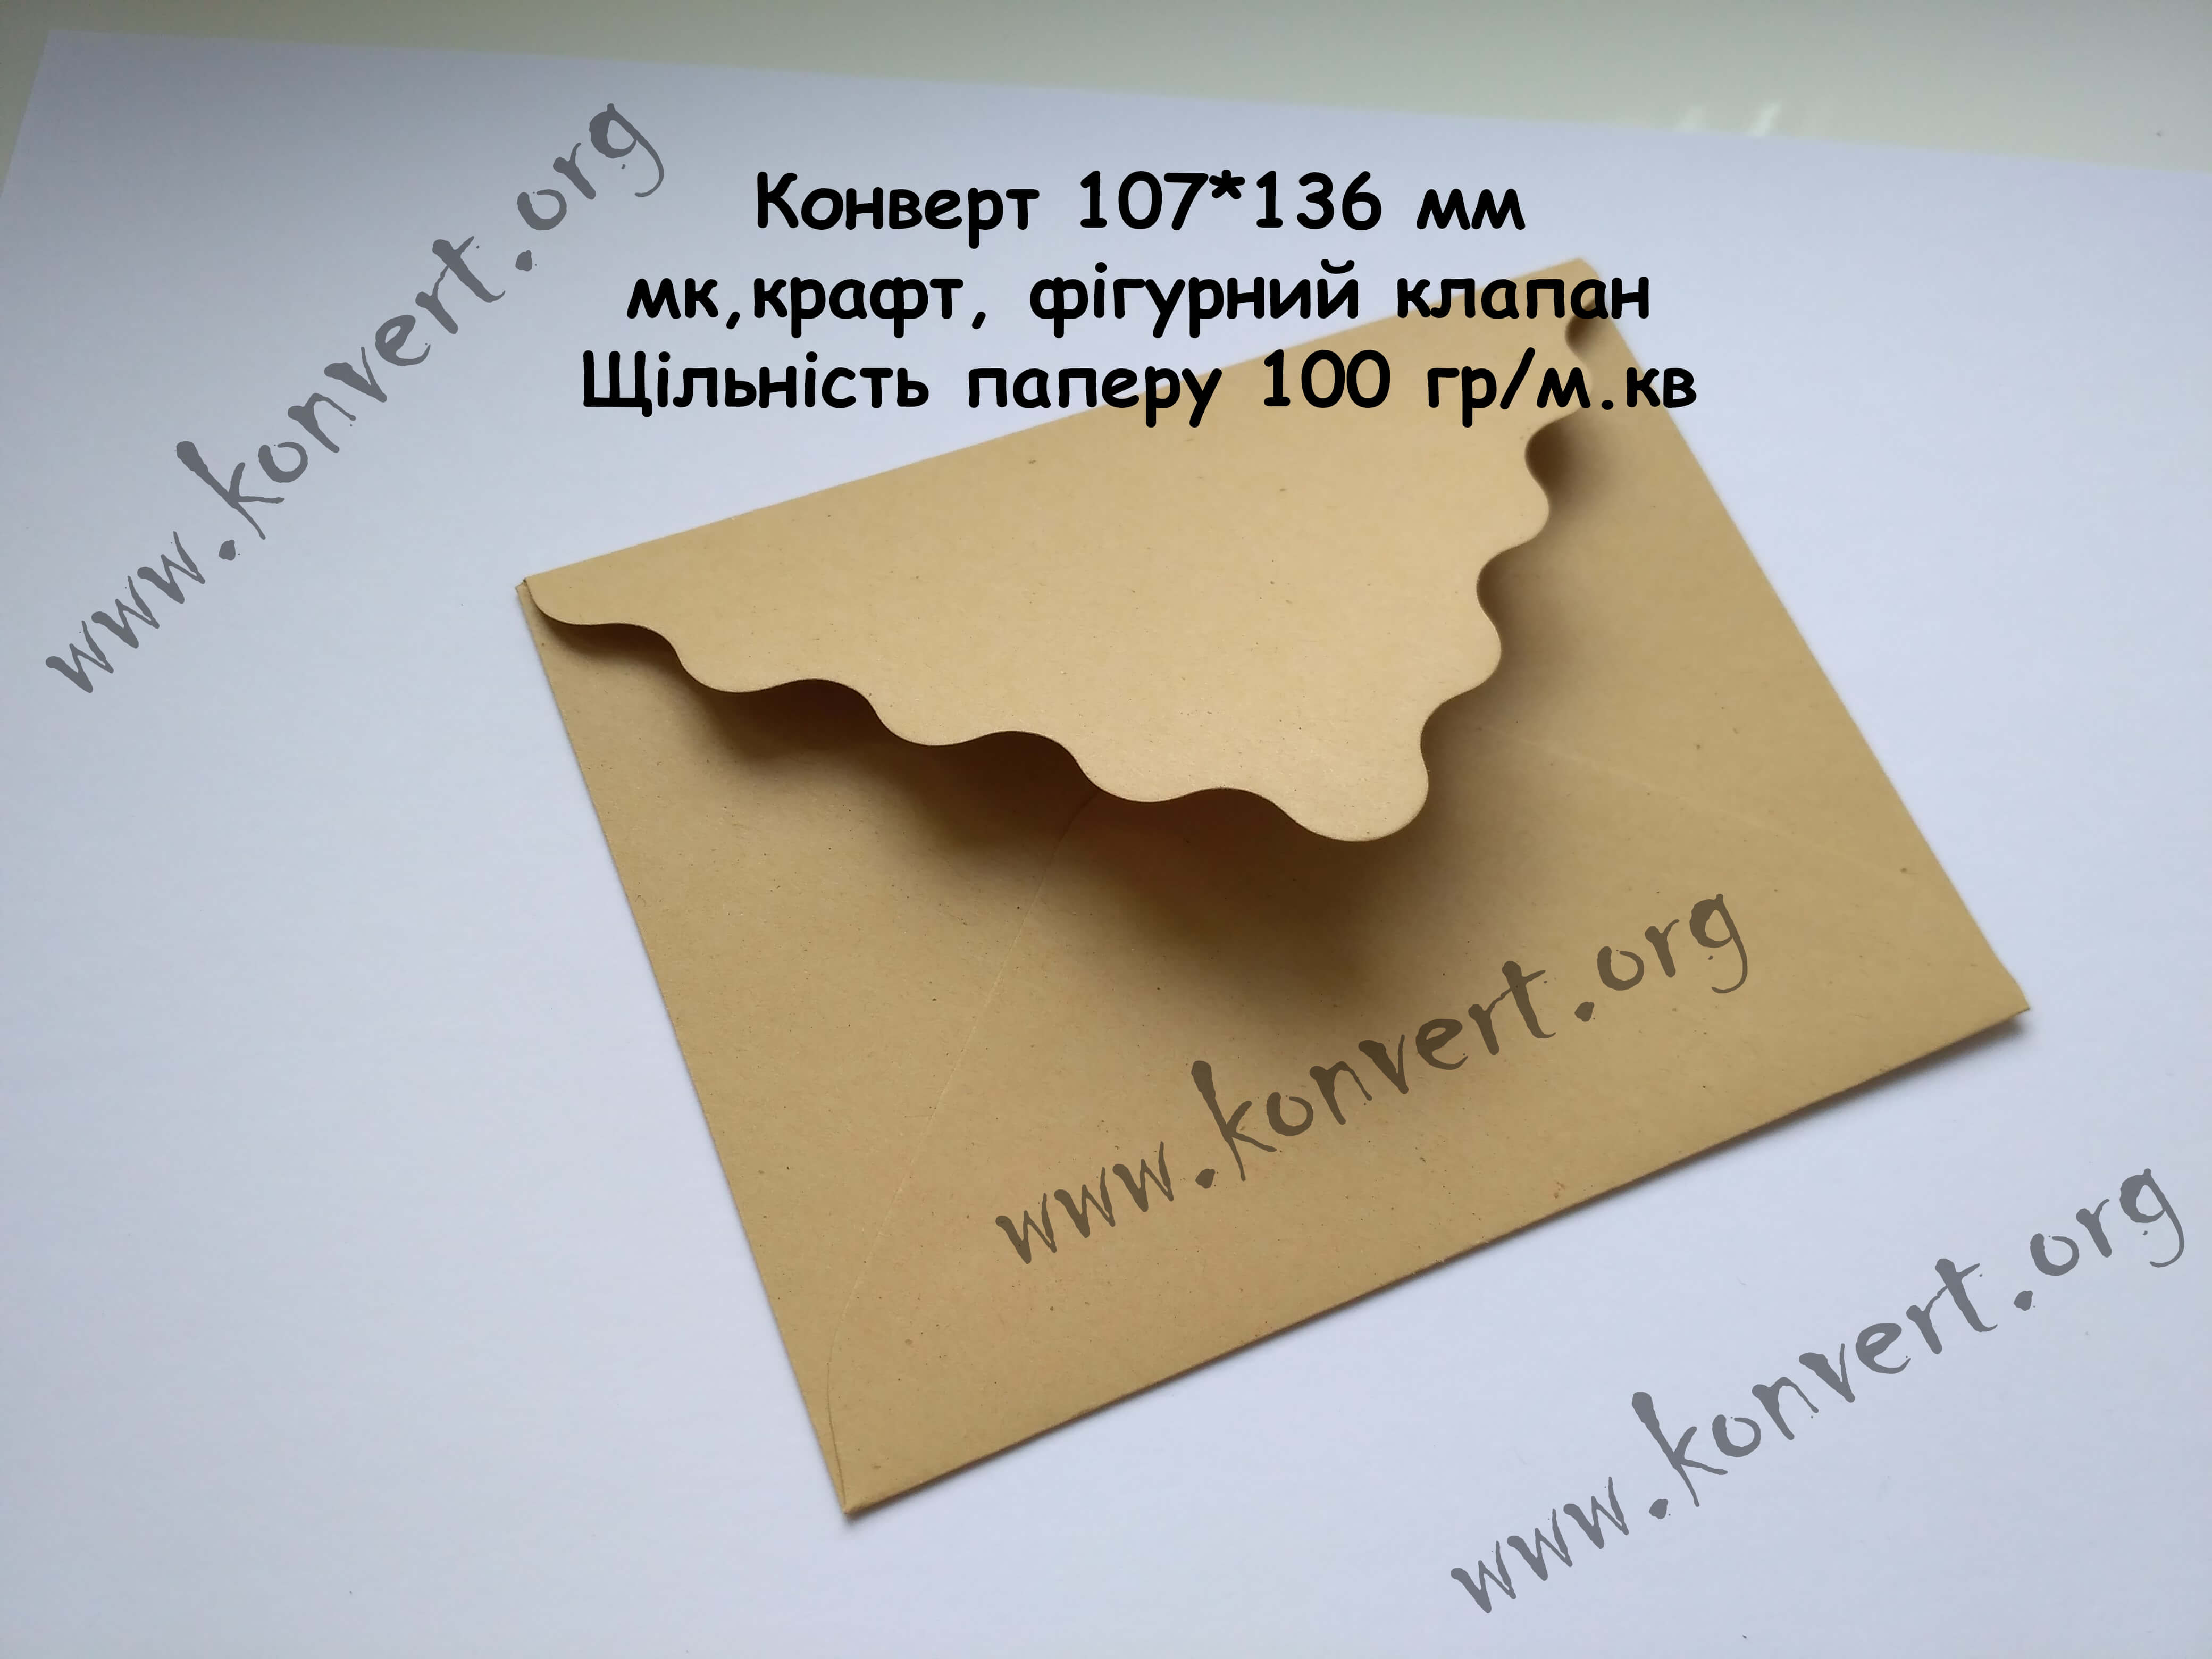 www.konvert.org
Конверт 107*136 мм
мк,крафт, фігурний клапан
Щільність паперу 100 гр/м.кв
www.konvert.org
www.konvert.org